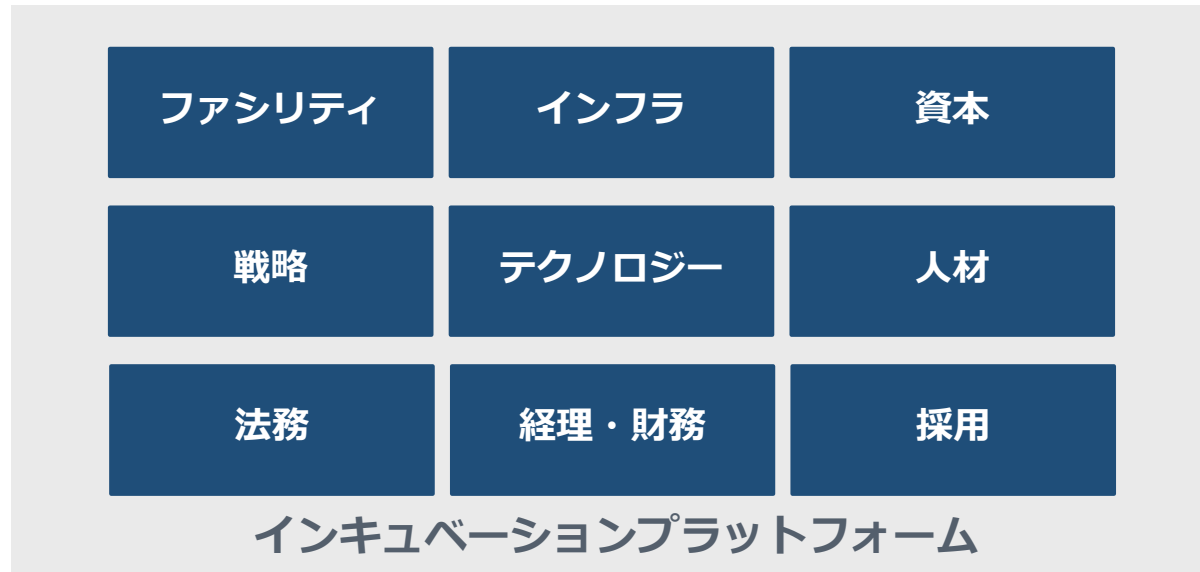 ファシリティ
インフラ
資本
戦略
テクノロジー
人材
法務
経理・財務
採用
インキュベーションプラットフォーム